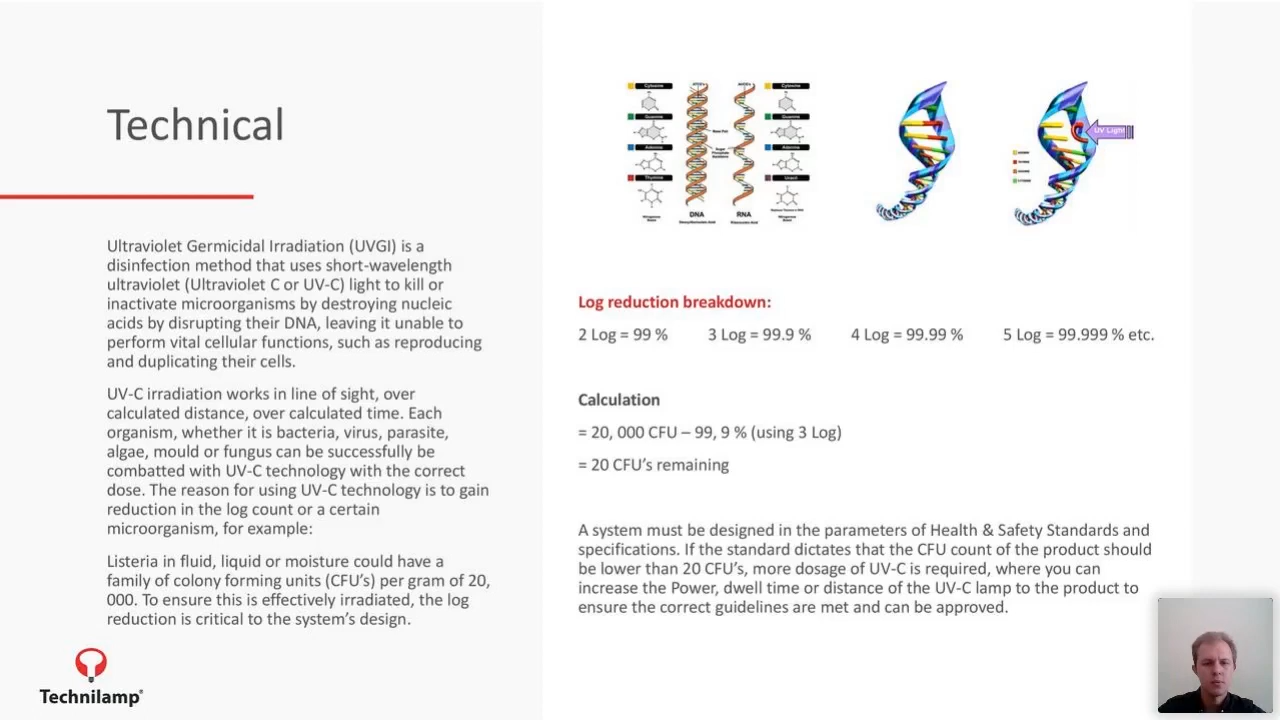 Technical
Ultraviolet Germicidal Irradiation (UVGI) is a
disinfection method that uses short-wavelength
ultraviolet (Ultraviolet C or UV-C) light to kill or
inactivate microorganisms by destroying nucleic
acids by disrupting their DNA, leaving it unable to
perform vital cellular functions, such as reproducing
and duplicating their cells.
UV-C irradiation works in line of sight, over
calculated distance, over calculated time. Each
organism, whether it is bacteria, virus, parasite,
algae, mould or fungus can be successfully be
combatted with UV-C technology with the correct
dose. The reason for using UV-C technology is to gain
reduction in the log count or a certain
microorganism, for example:
Listeria in fluid, liquid or moisture could have a
family of colony forming units (CFU's) per gram of 20,
000. To ensure this is effectively irradiated, the log
reduction is critical to the system's design.
Technilamp
Cytosine
Guanine
Adenine
Thymine
DNA
RNA
Cytosine
Guanine
Adenine
Uracil
UV Light
Log reduction breakdown:
2 Log = 99 % 3 Log = 99.9 % 4 Log = 99.99 % 5 Log = 99.999 % etc.
Calculation
= 20, 000 CFU – 99, 9 % (using 3 Log)
= 20 CFU's remaining
A system must be designed in the parameters of Health & Safety Standards and
specifications. If the standard dictates that the CFU count of the product should
be lower than 20 CFU's, more dosage of UV-C is required, where you can
increase the Power, dwell time or distance of the UV-C lamp to the product to
ensure the correct guidelines are met and can be approved.